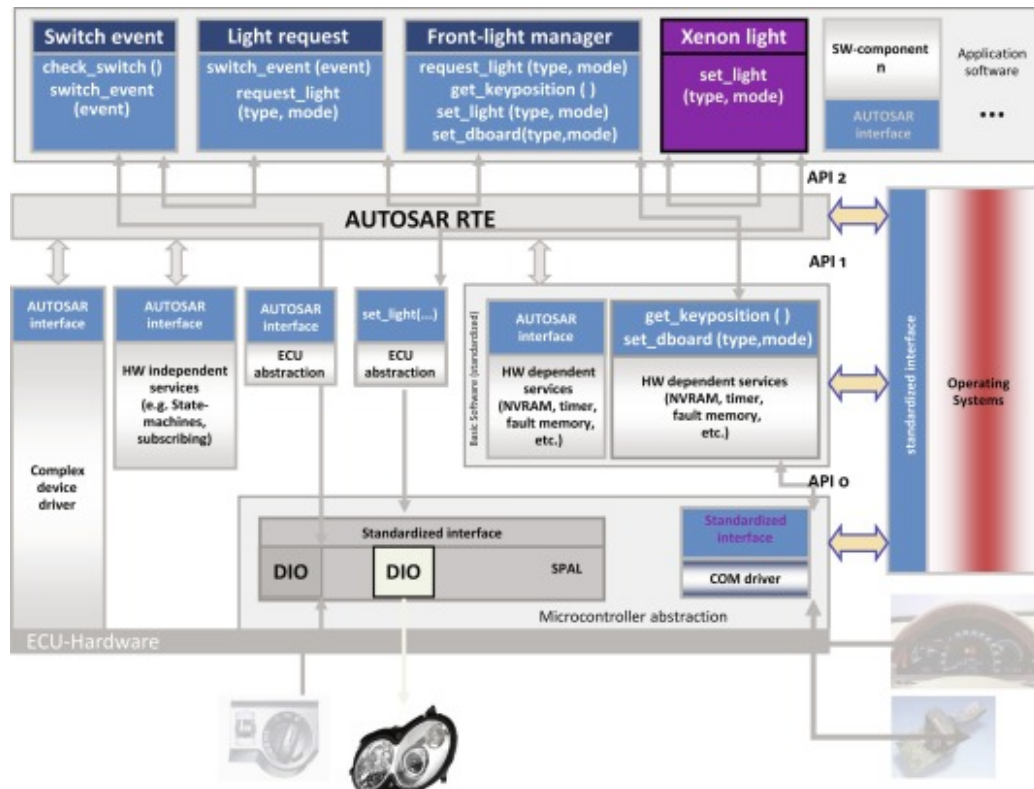 Switch event
check_switch ()
switch_event
(event)
Light request
switch_event (event)
request_light
(type, mode)
Front-light manager
request_light (type, mode)
get_keyposition ( )
set_light (type, mode)
set_dboard(type,mode)
Xenon light
set_light
(type, mode)
SW-component
n
AUTOSAR
interface
Application
software
...
API 2
AUTOSAR RTE
API 1
AUTOSAR
interface
Complex
device
driver
AUTOSAR
interface
HW independent
services
(e.g. State-
machines,
subscribing)
AUTOSAR
interface
ECU
abstraction
set_light(...)
ECU
abstraction
Basic Software (standardized)
AUTOSAR
interface
HW dependent
services
(NVRAM, timer,
fault memory,
etc.)
get_keyposition ( )
set_dboard (type,mode)
HW dependent services
(NVRAM, timer,
fault memory,
etc.)
standardized interface
Operating
Systems
API 0
Standardized interface
DIO
DIO
SPAL
Standardized
interface
COM driver
Microcontroller abstraction
ECU-Hardware